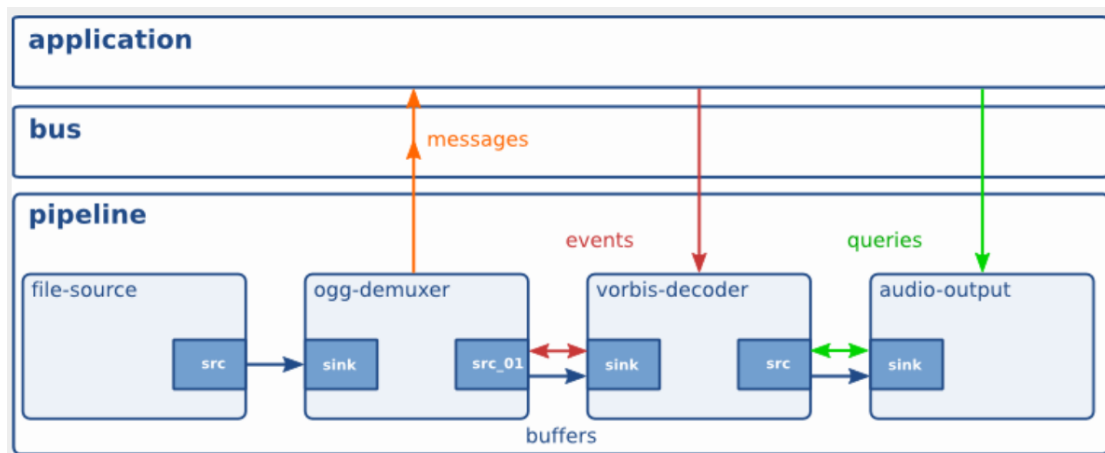 application
bus
messages
pipeline
events
queries
file-source
ogg-demuxer
vorbis-decoder
audio-output
src
sink
src_01
sink
src
sink
buffers